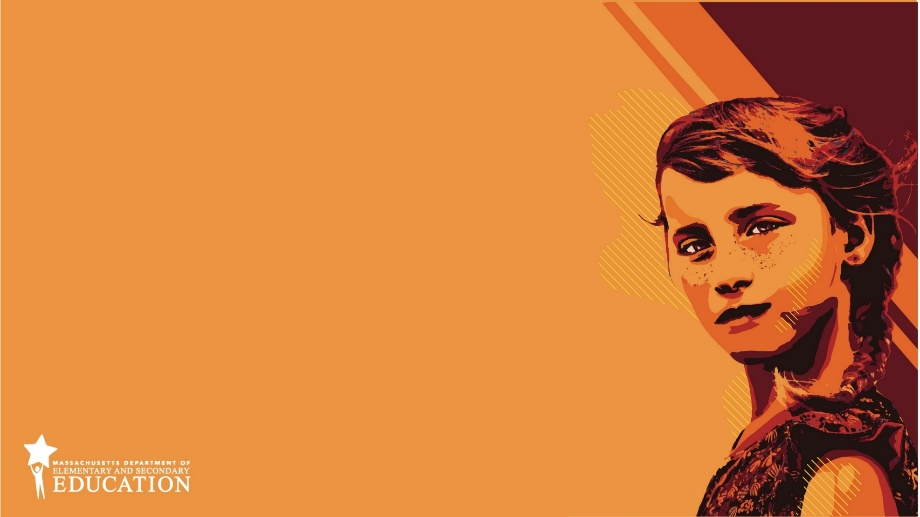 MASSACHUSETTS DEPARTMENT OF
ELEMENTARY AND SECONDARY
EDUCATION